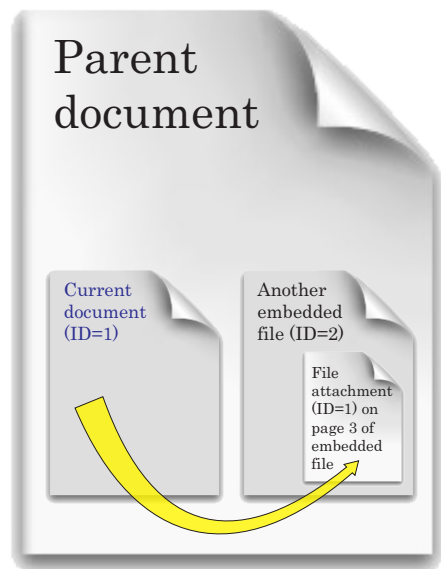 Parent
document
Current
document
(ID=1)
Another
embedded
file (ID=2)
File
attachment
(ID=1) on
page 3 of
embedded
file